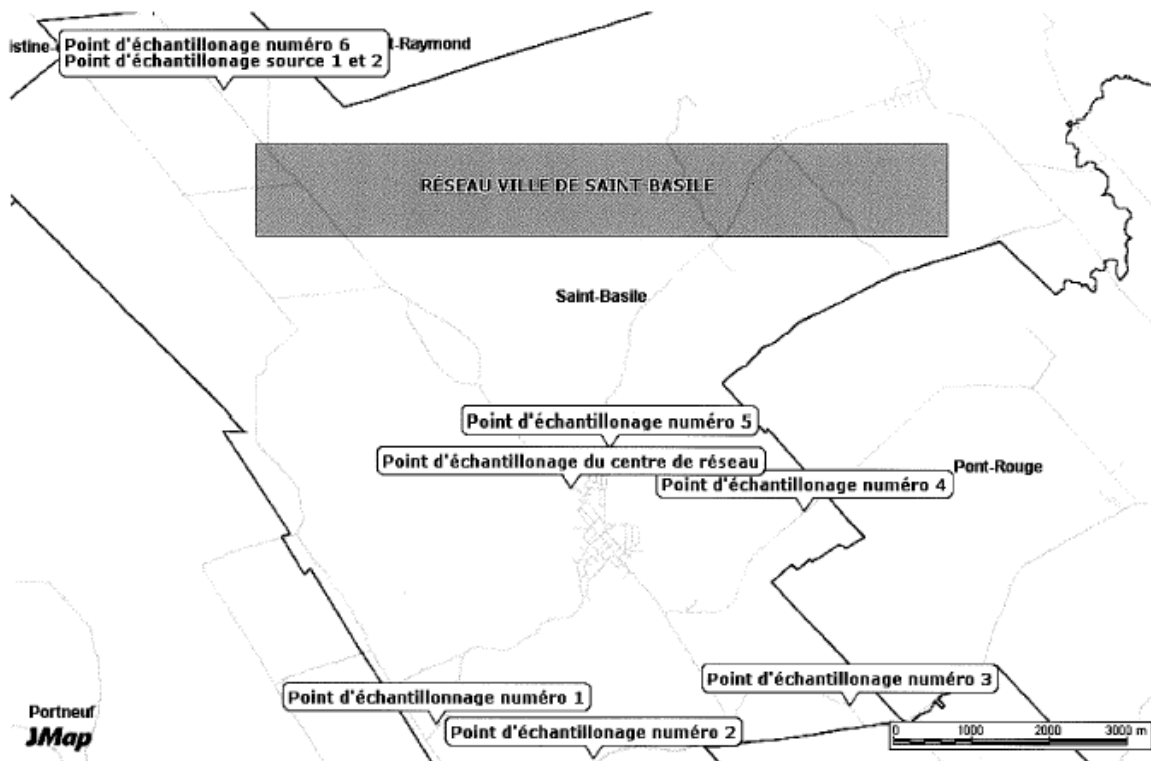 istine-
Point d'échantillonage numéro 6
Point d'échantillonage source 1 et 2
t-Raymond
RÉSEAU VILLE DE SAINT-BASILE
Saint-Basile
Point d'échantillonage numéro 5
Point d'échantillonage du centre de réseau
Pont-Rouge
Point d'échantillonage numéro 4
Point d'échantillonage numéro 3
Point d'échantillonnage numéro 1
Portneuf
Point d'échantillonage numéro 2
JMap
0 1000 2000 3000 m